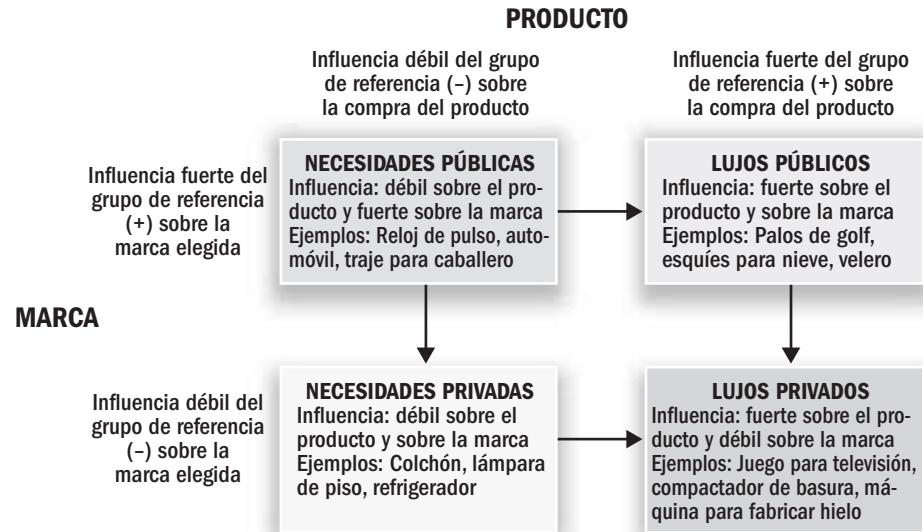 PRODUCTO
Influencia débil del grupo
de referencia (–) sobre
la compra del producto
Influencia fuerte del grupo
de referencia (+) sobre
la compra del producto
Influencia fuerte del
grupo de referencia
(+) sobre la
marca elegida
NECESIDADES PÚBLICAS
Influencia: débil sobre el pro-
ducto y fuerte sobre la marca
Ejemplos: Reloj de pulso, auto-
móvil, traje para caballero
LUJOS PÚBLICOS
Influencia: fuerte sobre el
producto y sobre la marca
Ejemplos: Palos de golf,
esquíes para nieve, velero
MARCA
Influencia débil del
grupo de referencia
(–) sobre la
marca elegida
NECESIDADES PRIVADAS
Influencia: débil sobre el
producto y sobre la marca
Ejemplos: Colchón, lámpara
de piso, refrigerador
LUJOS PRIVADOS
Influencia: fuerte sobre el pro-
ducto y débil sobre la marca
Ejemplos: Juego para televisión,
compactador de basura, má-
quina para fabricar hielo